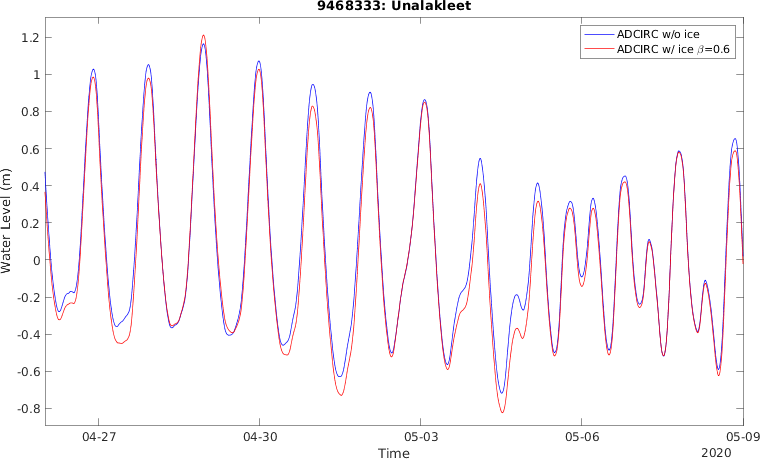 9468333: Unalakleet
ADCIRC w/o ice
ADCIRC w/ ice β=0.6
Water Level (m)
1.2
1
0.8
0.6
0.4
0.2
0
-0.2
-0.4
-0.6
-0.8
04-27 04-30 05-03 05-06 05-09
Time
2020